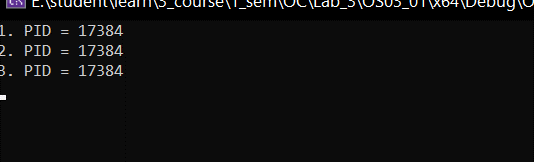 E:\student\learn\3_course\1_sem\OC\Lab_3\OS03_01\x64\Debug\O
1. PID = 17384
2. PID = 17384
3. PID = 17384